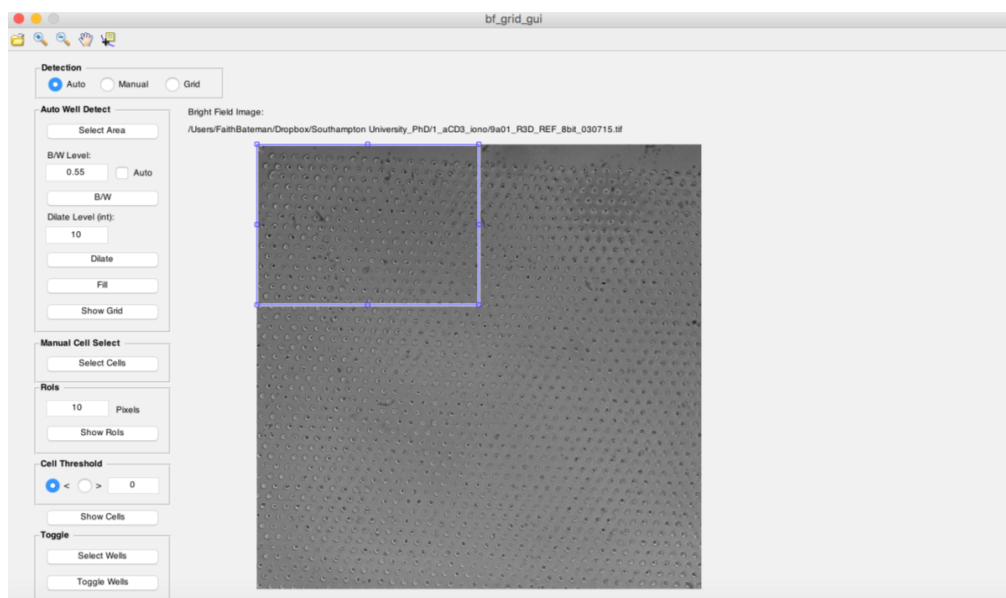 bf_grid_gui
Detection
Auto Manual Grid
Auto Well Detect
Select Area
B/W Level:
0.55 Auto
B/W
Dilate Level (int):
10
Dilate
Fill
Show Grid
Manual Cell Select
Select Cells
RoIs
10 Pixels
Show RoIs
Cell Threshold
< > 0
Show Cells
Toggle
Select Wells
Toggle Wells
Bright Field Image:
/Users/FaithBateman/Dropbox/Southampton University_PhD/1_aCD3_iono/9a01_R3D_REF_8bit_030715.tif